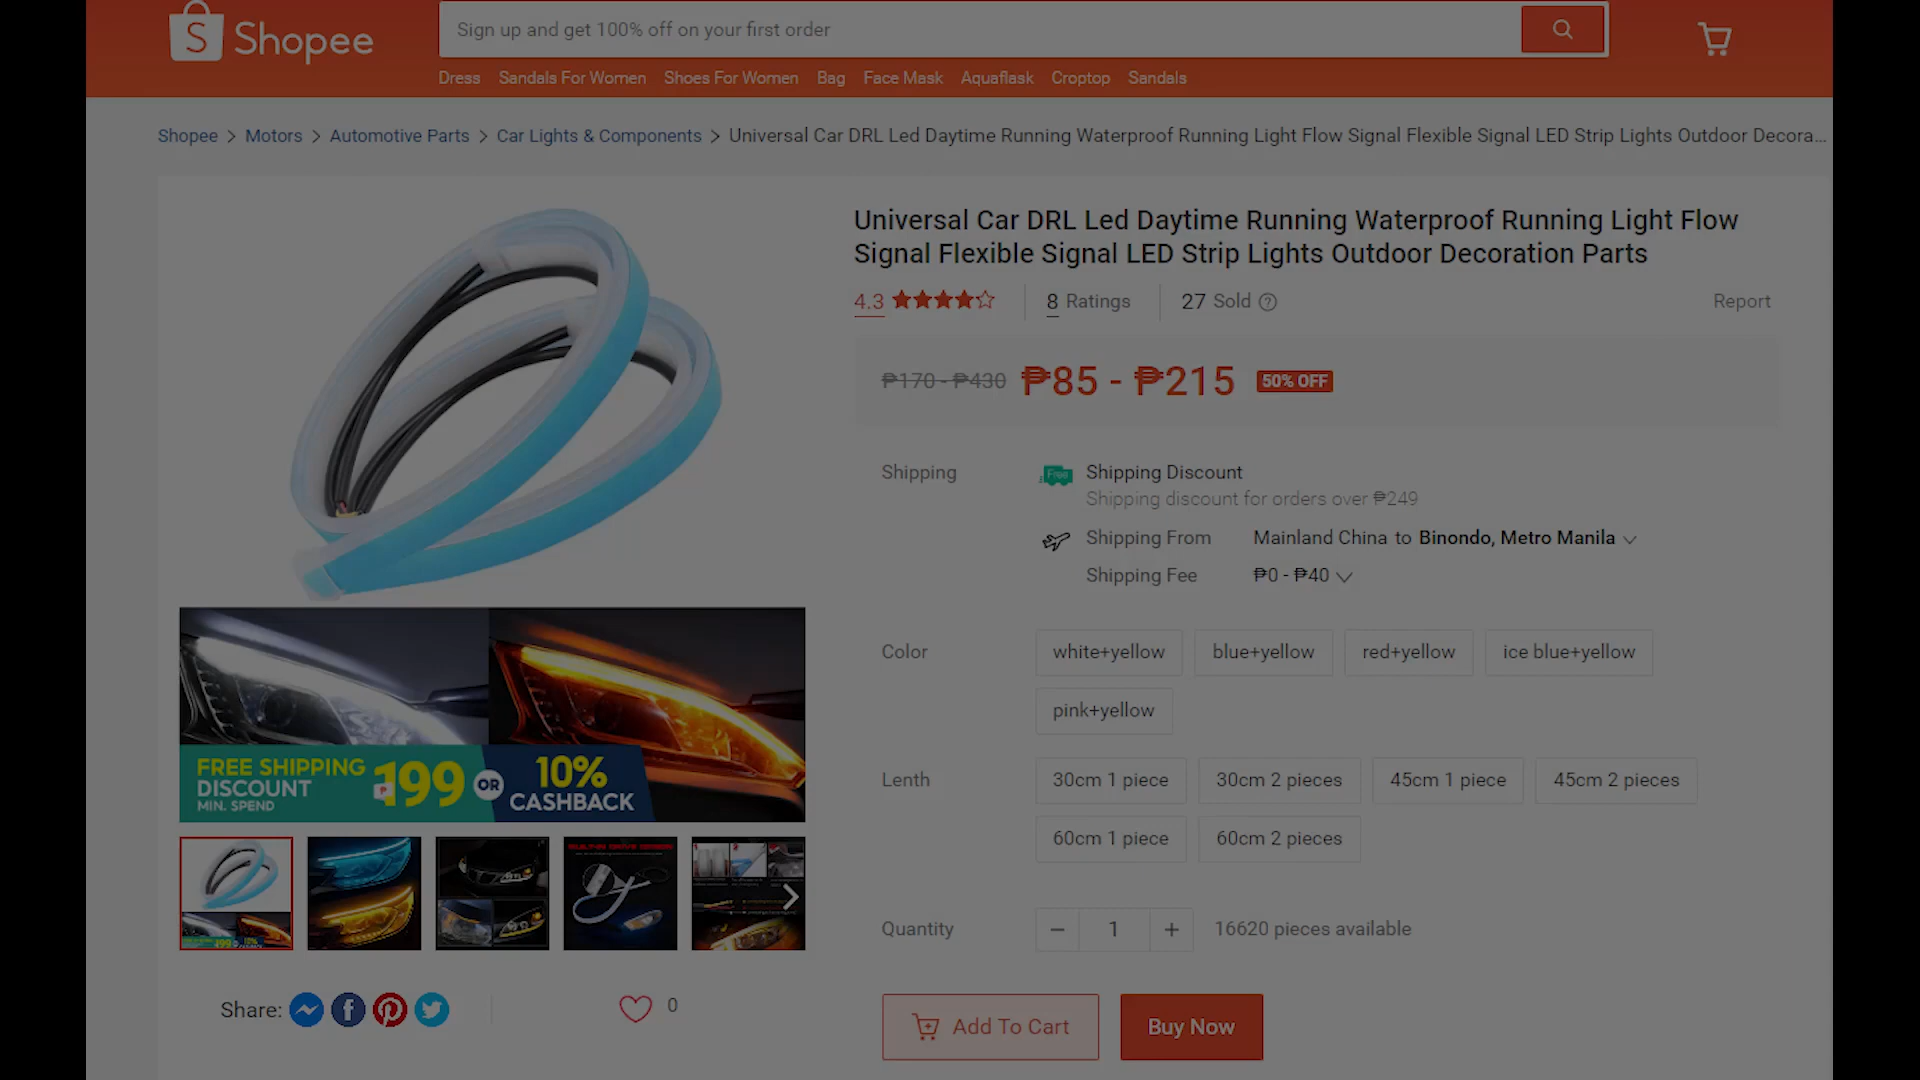 Shopee
Sign up and get 100% off on your first order
Dress Sandals For Women Shoes For Women Bag Face Mask Aquaflask Croptop Sandals
Shopee > Motors > Automotive Parts > Car Lights & Components > Universal Car DRL Led Daytime Running Waterproof Running Light Flow Signal Flexible Signal LED Strip Lights Outdoor Decora...
Universal Car DRL Led Daytime Running Waterproof Running Light Flow
Signal Flexible Signal LED Strip Lights Outdoor Decoration Parts
4.3 8 Ratings 27 Sold Report
₱170 - ₱430 ₱85 - ₱215 50% OFF
Shipping Free Shipping Discount
Shipping discount for orders over ₱249
Shipping From Mainland China to Binondo, Metro Manila
Shipping Fee ₱0 - ₱40
Color white+yellow blue+yellow red+yellow ice blue+yellow
pink+yellow
Lenth 30cm 1 piece 30cm 2 pieces 45cm 1 piece 45cm 2 pieces
60cm 1 piece 60cm 2 pieces
Quantity − 1 + 16620 pieces available
Add To Cart Buy Now
FREE SHIPPING
DISCOUNT
MIN. SPEND
₱199 OR
10%
CASHBACK
Share: 0